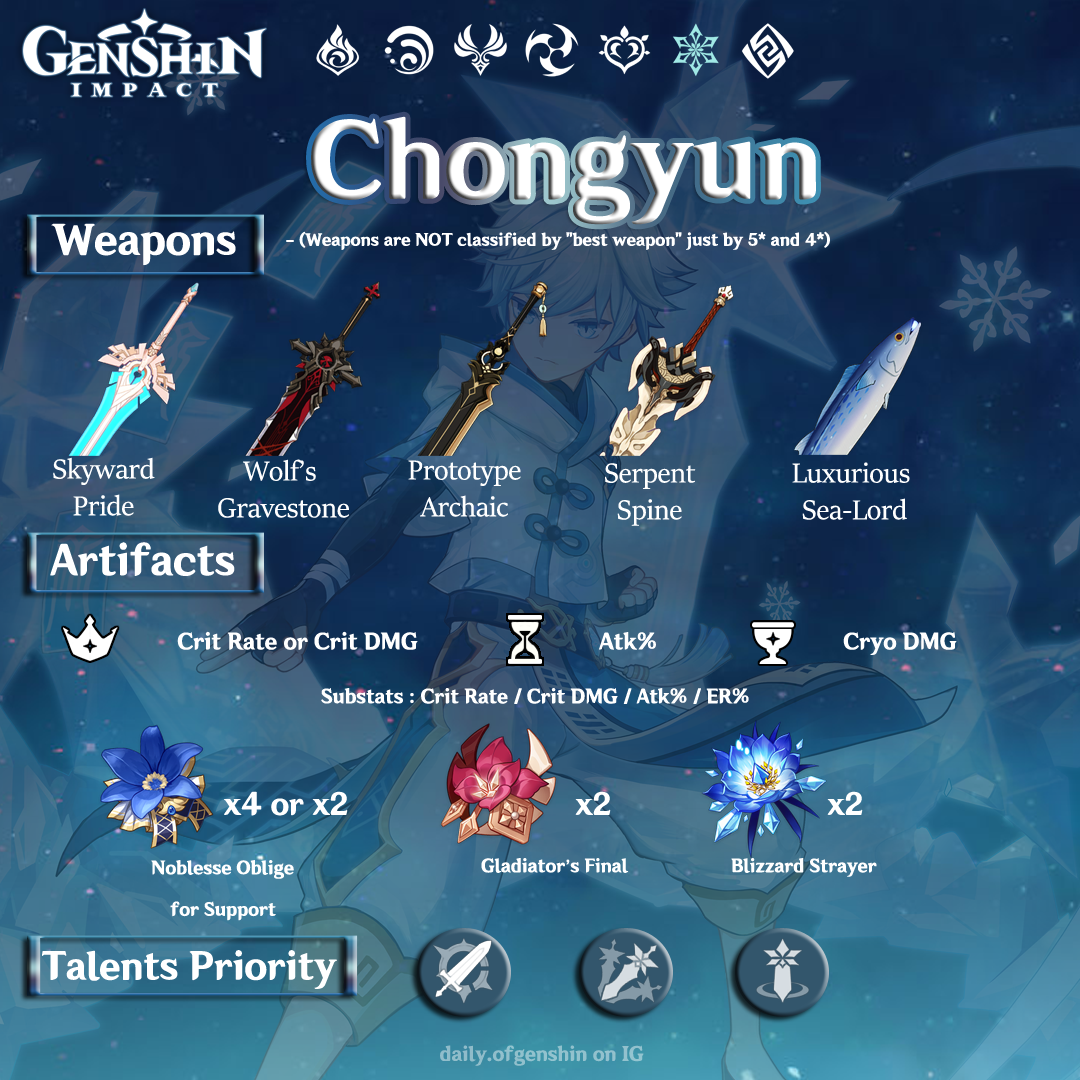 GENSHIN
IMPACT
Chongyun
Weapons
- (Weapons are NOT classified by "best weapon" just by 5* and 4*)
Skyward
Pride
Wolf's
Gravestone
Prototype
Archaic
Serpent
Spine
Luxurious
Sea-Lord
Artifacts
Crit Rate or Crit DMG
Atk%
Cryo DMG
Substats : Crit Rate / Crit DMG / Atk% / ER%
x4 or x2
x2
x2
Noblesse Oblige
for Support
Gladiator's Final
Blizzard Strayer
Talents Priority
daily.ofgenshin on IG